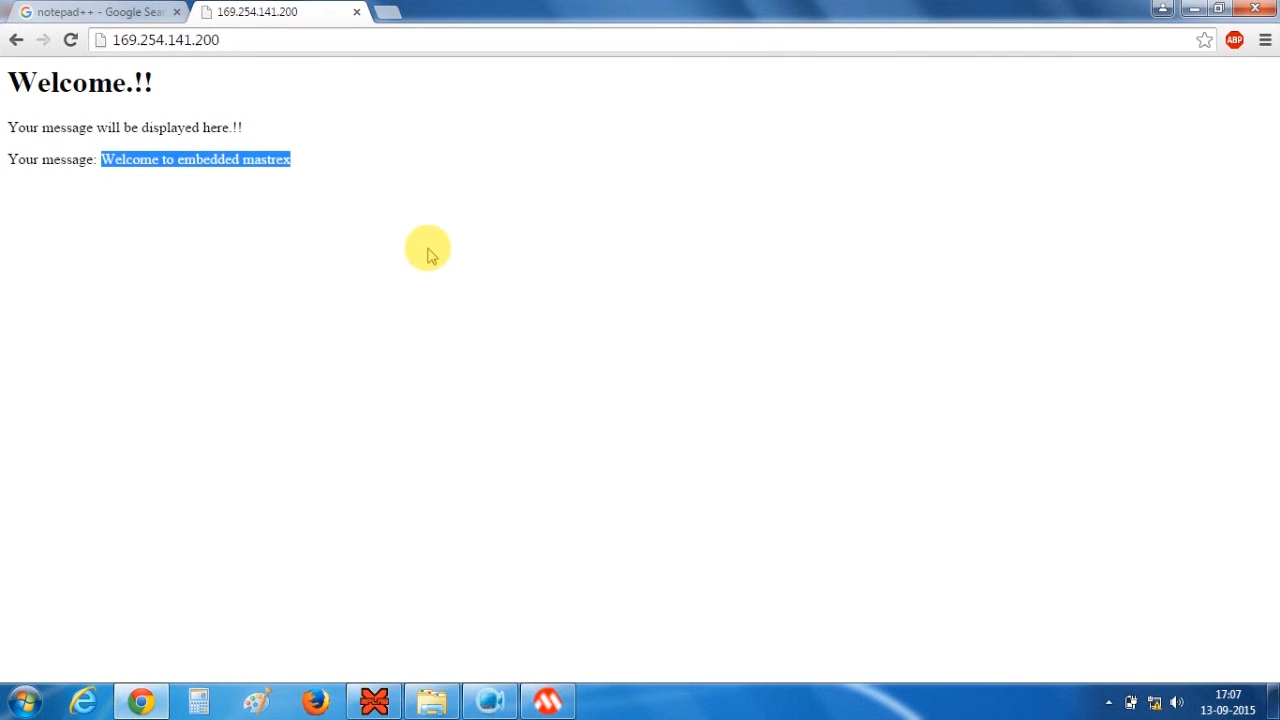 notepad++ - Google Sear
169.254.141.200
169.254.141.200
ABP
Welcome.!!
Your message will be displayed here.!!
Your message: Welcome to embedded mastrex
17:07
13-09-2015